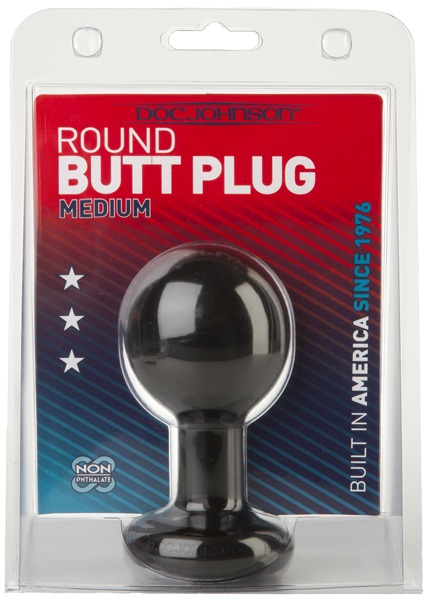 DOC JOHNSON®
ROUND
BUTT PLUG
MEDIUM
BUILT IN AMERICA SINCE 1976
NON
PHTHALATE